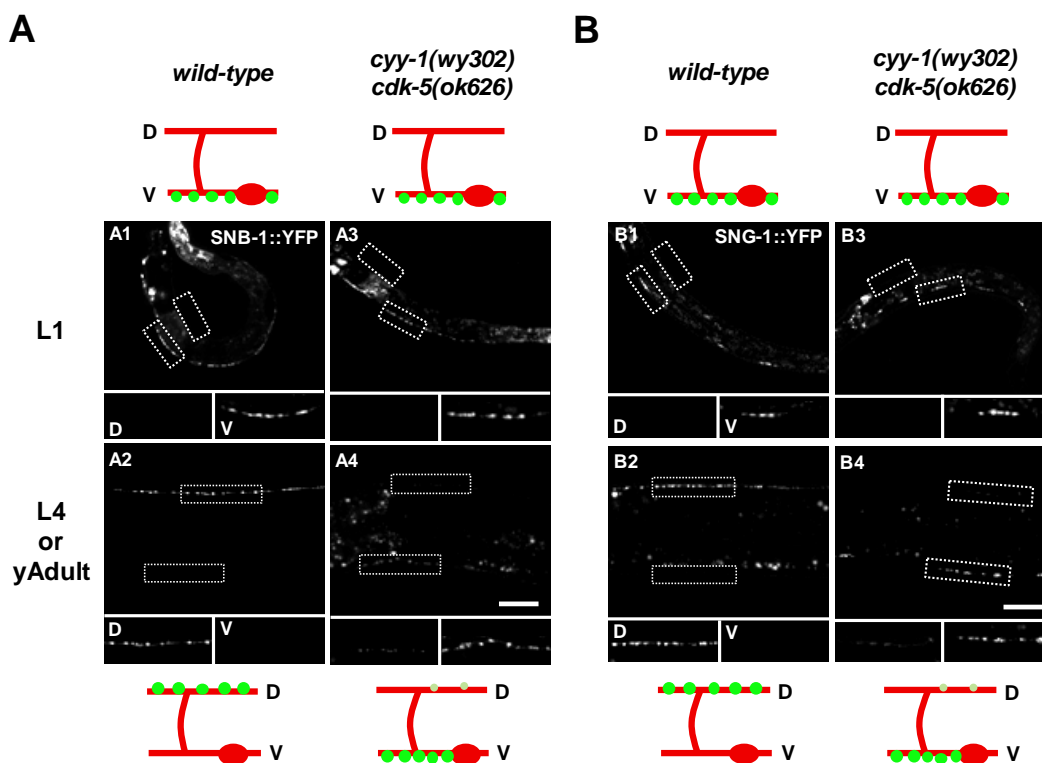 A
B
wild-type
cyy-1(wy302)
cdk-5(ok626)
wild-type
cyy-1(wy302)
cdk-5(ok626)
D
V
D
V
D
V
D
V
L1
A1
SNB-1::YFP
A3
B1
SNG-1::YFP
B3
D
V
D
V
L4
or
yAdult
A2
A4
B2
B4
D
V
D
V
D
V
D
V
D
V
D
V